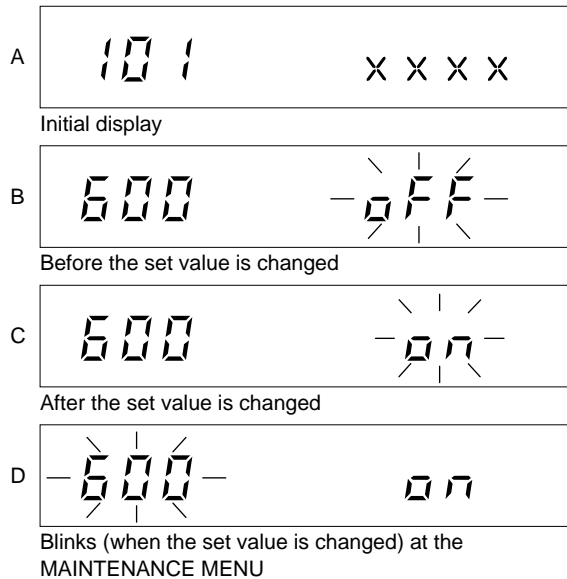 A 101 x x x x
Initial display
B 600 oFF
Before the set value is changed
C 600 on
After the set value is changed
D 600 on
Blinks (when the set value is changed) at the
MAINTENANCE MENU